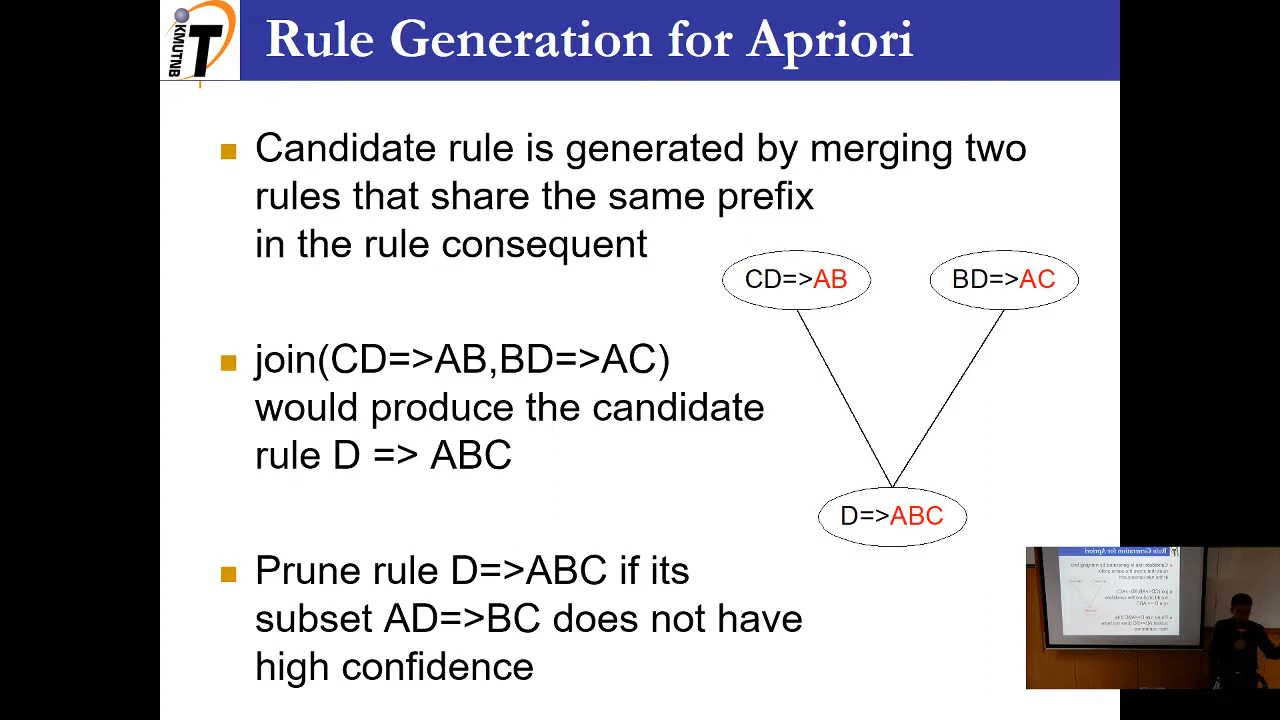 KMUTNB
IT
Rule Generation for Apriori
Candidate rule is generated by merging two
rules that share the same prefix
in the rule consequent
CD=>AB
BD=>AC
join(CD=>AB,BD=>AC)
would produce the candidate
rule D => ABC
D=>ABC
Prune rule D=>ABC if its
subset AD=>BC does not have
high confidence